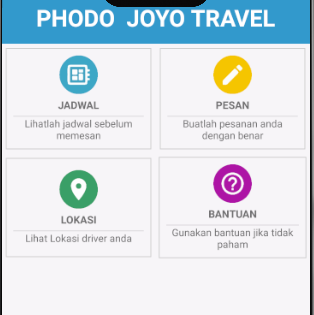 PHODO JOYO TRAVEL
JADWAL
Lihatlah jadwal sebelum
memesan
PESAN
Buatlah pesanan anda
dengan benar
LOKASI
Lihat Lokasi driver anda
BANTUAN
Gunakan bantuan jika tidak
paham